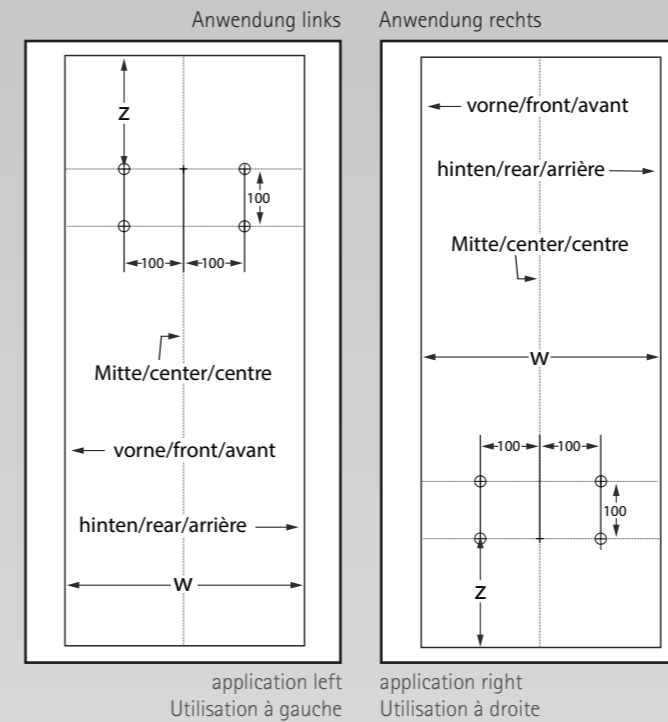 Anwendung links
Z
100
100
100
Mitte/center/centre
vorne/front/avant
hinten/rear/arrière
W
application left
Utilisation à gauche
Anwendung rechts
vorne/front/avant
hinten/rear/arrière
Mitte/center/centre
W
100
100
100
Z
application right
Utilisation à droite